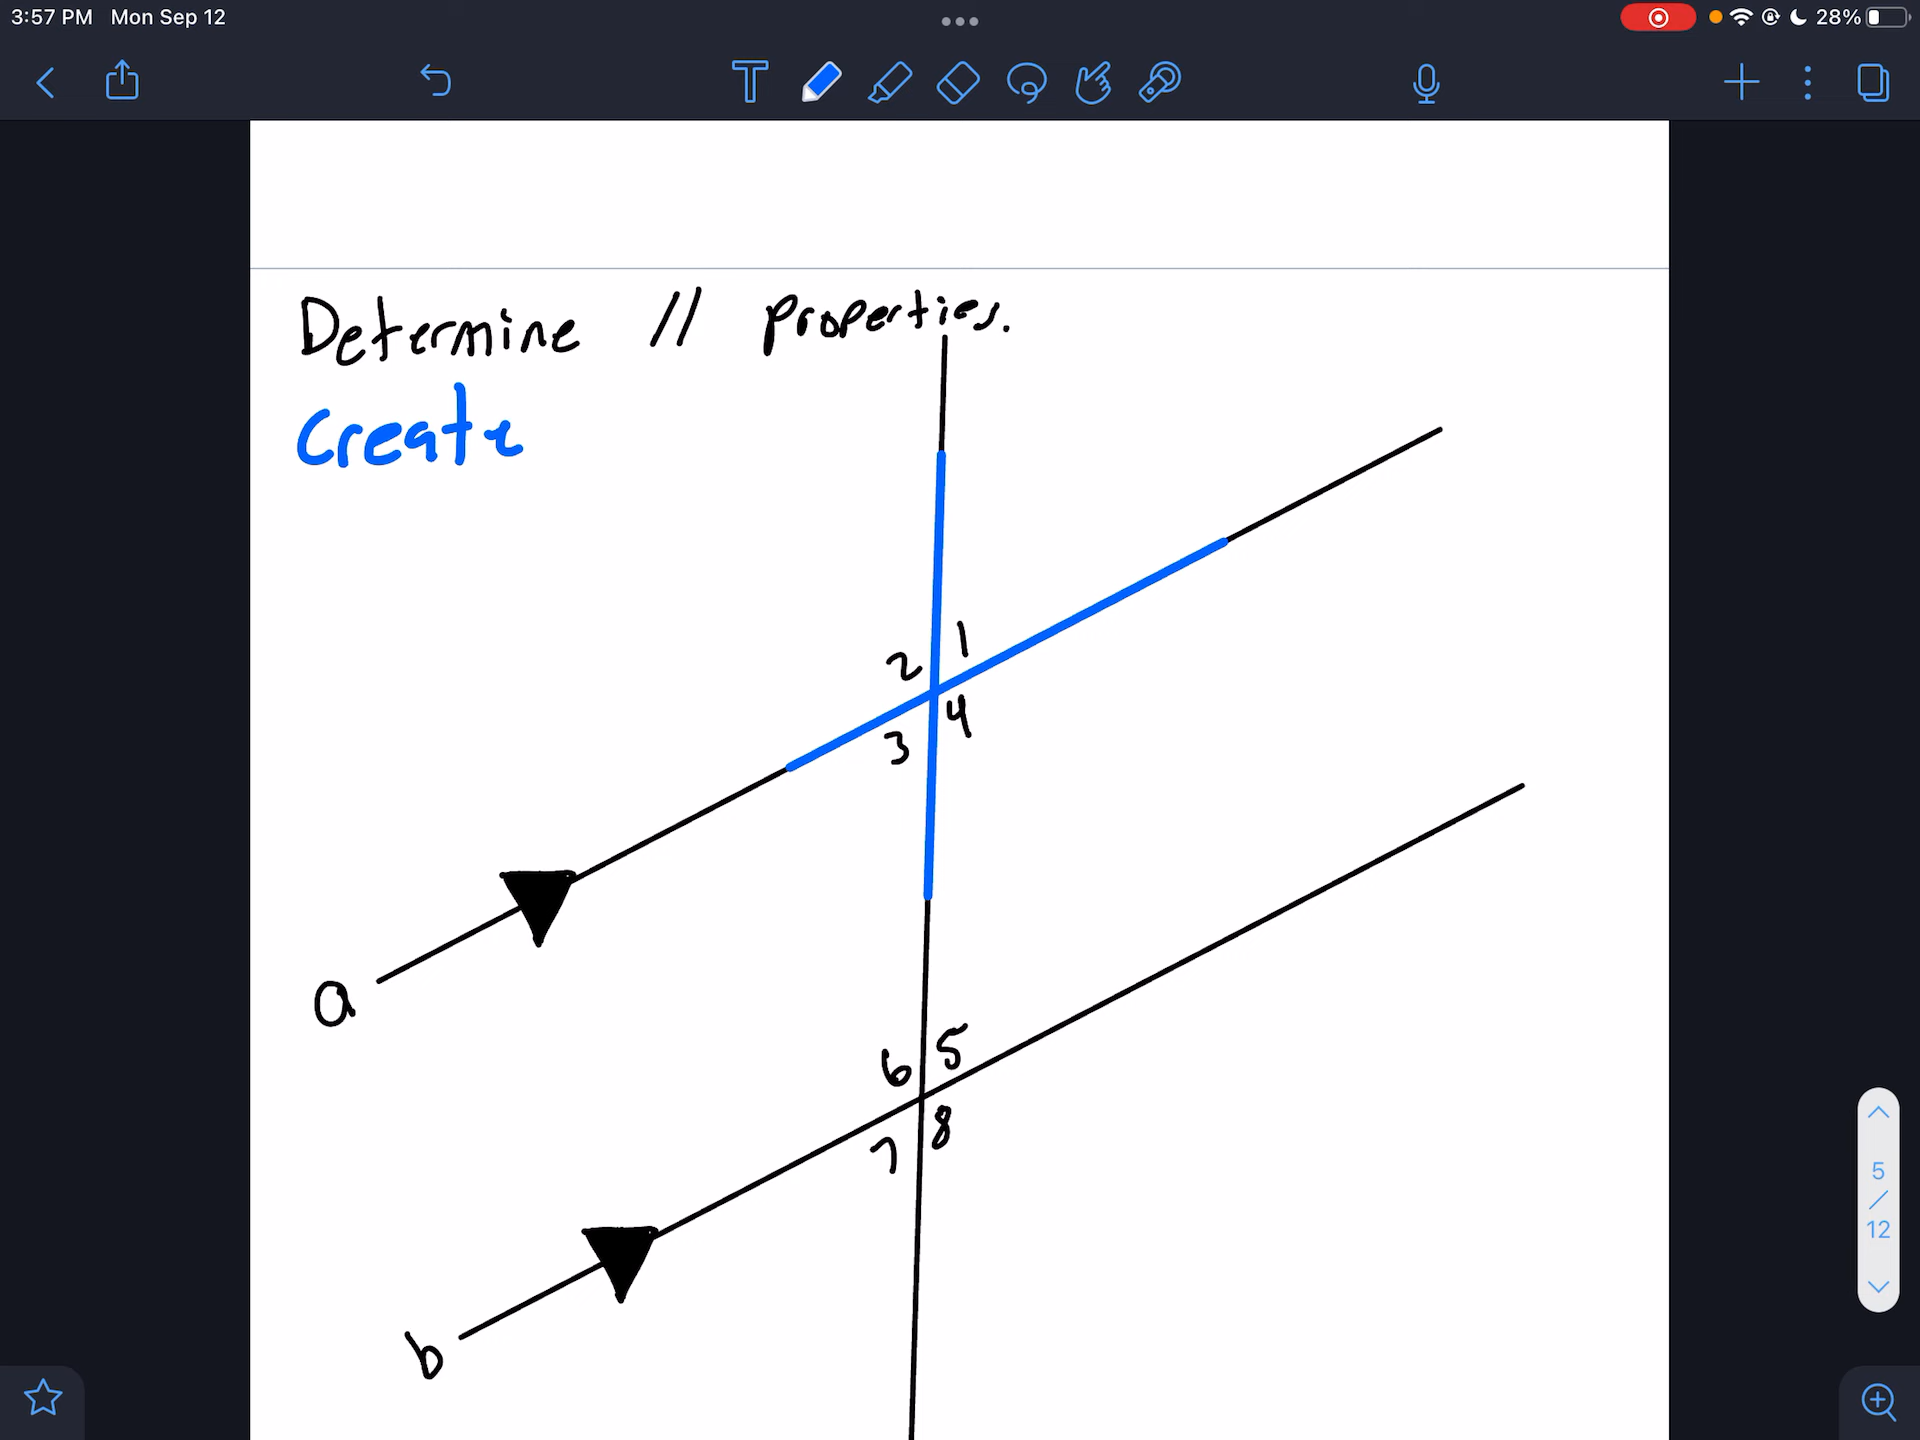 3:57 PM Mon Sep 12
28%
T
Determine // properties.
Create
2 1
3 4
a
6 5
7 8
b
5
/
12